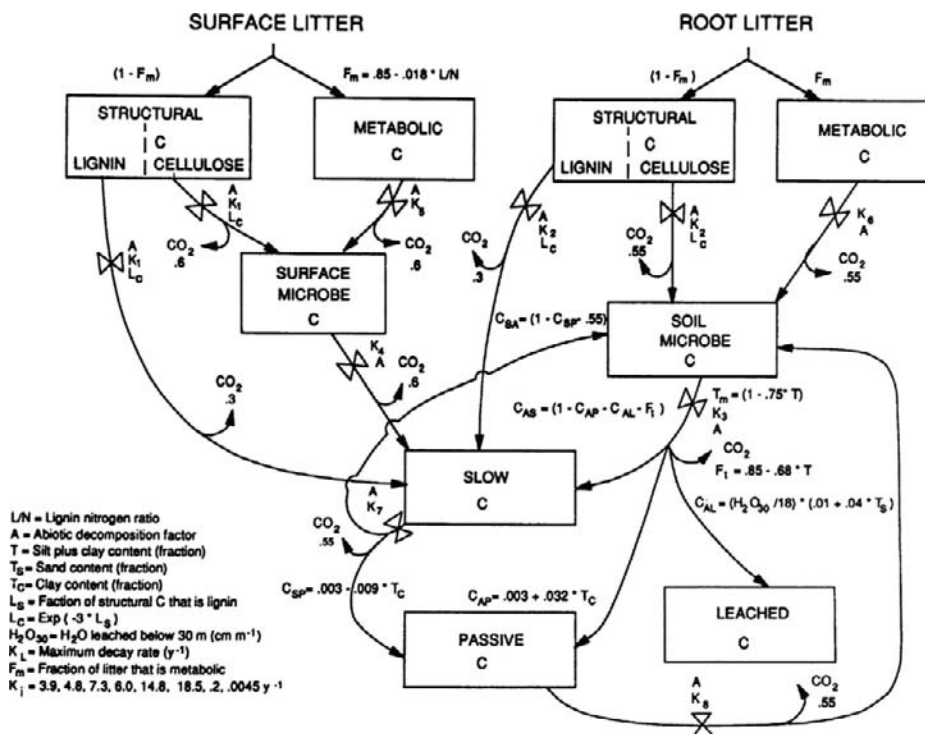 SURFACE LITTER
ROOT LITTER
(1 - Fm)
Fm = .85 - .018 * L/N
(1 - Fm )
Fm
STRUCTURAL
C
LIGNIN
CELLULOSE
METABOLIC
C
STRUCTURAL
C
LIGNIN
CELLULOSE
METABOLIC
C
A
K1
LC
A
K5
A
K1
LC
CO2
.6
CO2
.6
A
K2
LC
CO2
.3
A
K2
LC
CO2
.55
K6
A
CO2
.55
SURFACE
MICROBE
C
SOIL
MICROBE
C
CSA= (1 - CSP- .55)
K4
A
CO2
.6
CO2
.3
CAS= (1 - CAP - CAL - Fi )
Tm = (1 - .75* T)
K3
A
CO2
Ft = .85 - .68 * T
CAL= (H2O30 /18) * (.01 + .04 * TS )
SLOW
C
A
K7
CO2
.55
CSP= .003 - .009 * TC
CAP= .003 + .032 * TC
PASSIVE
C
LEACHED
C
A
K8
CO2
.55
L/N = Lignin nitrogen ratio
A = Abiotic decomposition factor
T = Silt plus clay content (fraction)
TS = Sand content (fraction)
TC= Clay content (fraction)
LS = Faction of structural C that is lignin
LC = Exp ( -3 * LS )
H2O30 = H2O leached below 30 m (cm m-1)
KL = Maximum decay rate (y-1)
Fm = Fraction of litter that is metabolic
Ki = 3.9, 4.8, 7.3, 6.0, 14.8, 18.5, .2, .0045 y -1